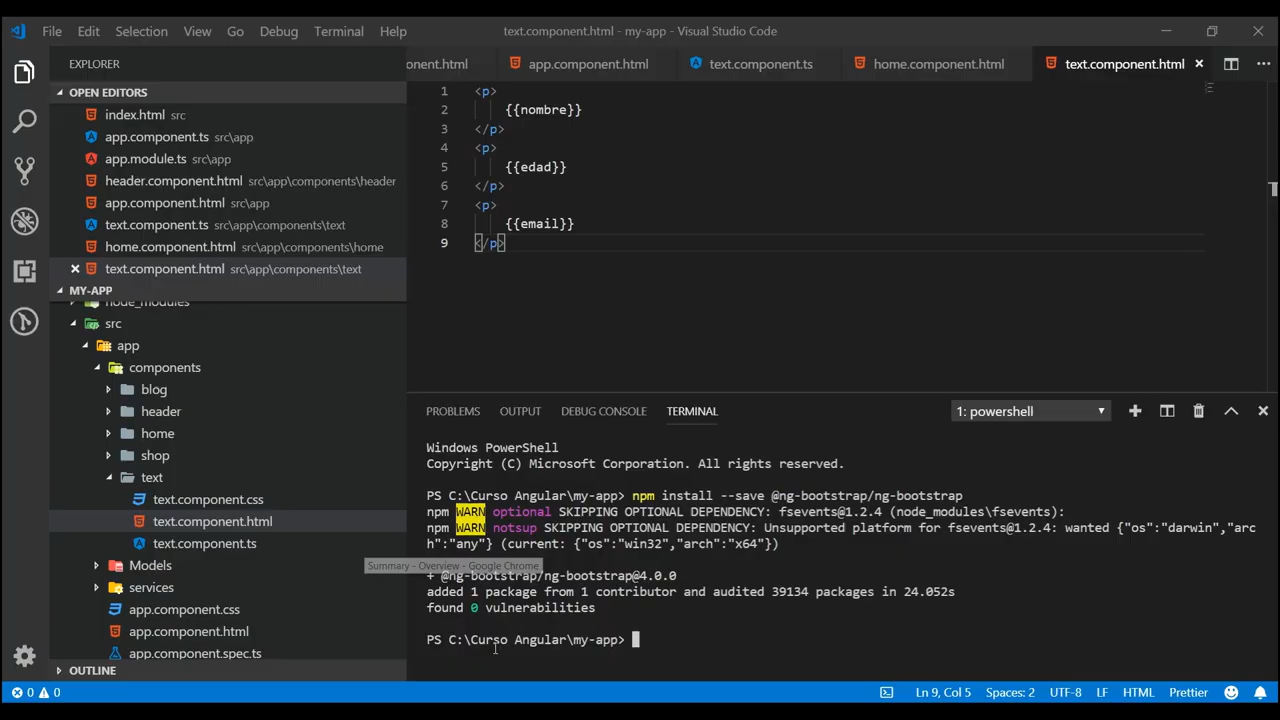 File Edit Selection View Go Debug Terminal Help
text.component.html - my-app - Visual Studio Code
EXPLORER
OPEN EDITORS
index.html src
app.component.ts src\app
app.module.ts src\app
header.component.html src\app\components\header
app.component.html src\app
text.component.ts src\app\components\text
home.component.html src\app\components\home
text.component.html src\app\components\text
MY-APP
node_modules
src
app
components
blog
header
home
shop
text
text.component.css
text.component.html
text.component.ts
Models
services
app.component.css
app.component.html
app.component.spec.ts
OUTLINE
onent.html app.component.html text.component.ts home.component.html text.component.html
1 <p>
2 {{nombre}}
3 </p>
4 <p>
5 {{edad}}
6 </p>
7 <p>
8 {{email}}
9 </p>
PROBLEMS OUTPUT DEBUG CONSOLE TERMINAL 1: powershell
Windows PowerShell
Copyright (C) Microsoft Corporation. All rights reserved.
PS C:\Curso Angular\my-app> npm install --save @ng-bootstrap/ng-bootstrap
npm WARN optional SKIPPING OPTIONAL DEPENDENCY: fsevents@1.2.4 (node_modules\fsevents):
npm WARN notsup SKIPPING OPTIONAL DEPENDENCY: Unsupported platform for fsevents@1.2.4: wanted {"os":"darwin","arc
h":"any"} (current: {"os":"win32","arch":"x64"})
Summary - Overview - Google Chrome
+ @ng-bootstrap/ng-bootstrap@4.0.0
added 1 package from 1 contributor and audited 39134 packages in 24.052s
found 0 vulnerabilities
PS C:\Curso Angular\my-app>
0 0 Ln 9, Col 5 Spaces: 2 UTF-8 LF HTML Prettier